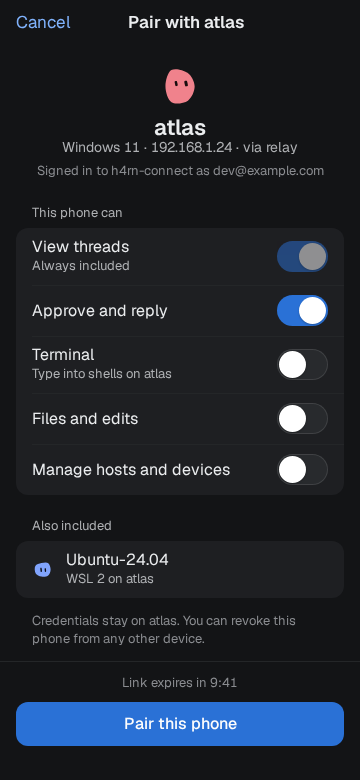 Cancel
Pair with atlas
atlas
Windows 11 · 192.168.1.24 · via relay
Signed in to h4rn-connect as dev@example.com
This phone can
View threads
Always included
Approve and reply
Terminal
Type into shells on atlas
Files and edits
Manage hosts and devices
Also included
Ubuntu-24.04
WSL 2 on atlas
Credentials stay on atlas. You can revoke this
phone from any other device.
Link expires in 9:41
Pair this phone